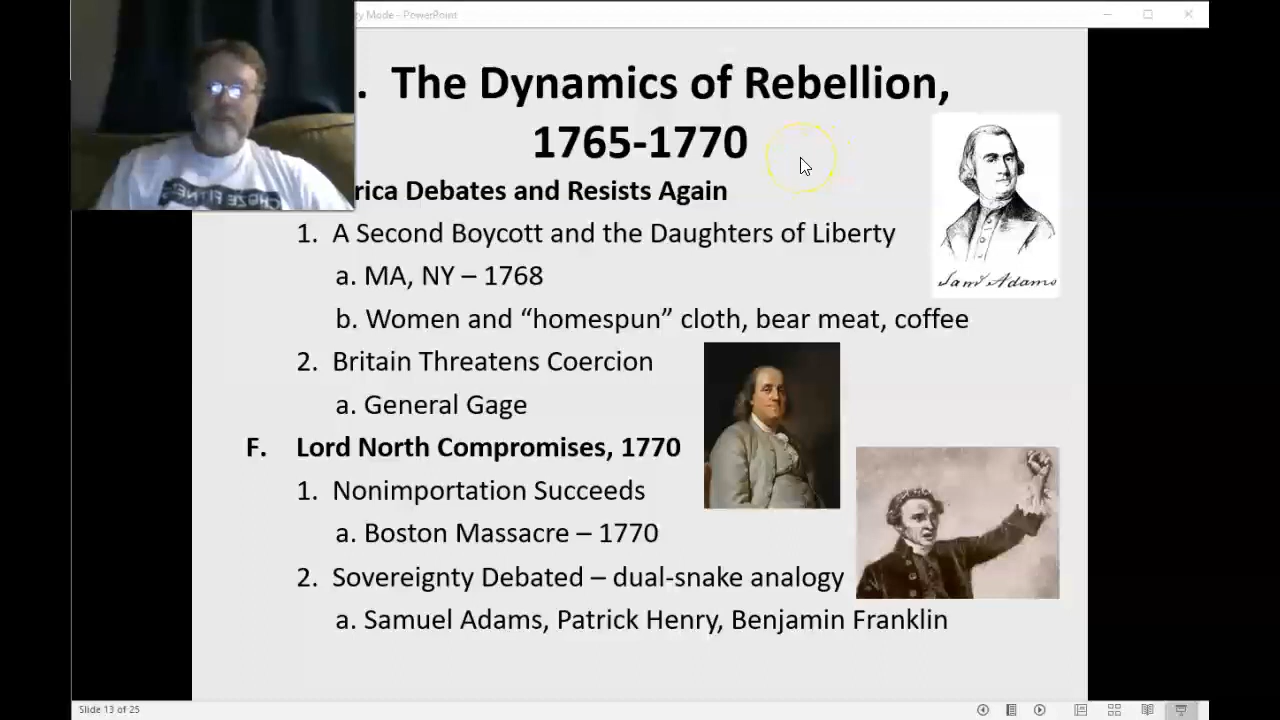 ty Mode - PowerPoint
. The Dynamics of Rebellion,
1765-1770
rica Debates and Resists Again
1. A Second Boycott and the Daughters of Liberty
a. MA, NY – 1768
b. Women and “homespun” cloth, bear meat, coffee
2. Britain Threatens Coercion
a. General Gage
F. Lord North Compromises, 1770
1. Nonimportation Succeeds
a. Boston Massacre – 1770
2. Sovereignty Debated – dual-snake analogy
a. Samuel Adams, Patrick Henry, Benjamin Franklin
Saml Adams
Slide 13 of 25